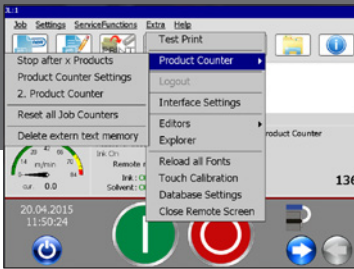 1:1
Job Settings ServiceFunctions Extra Help
Test Print
Product Counter
Stop after x Products
Product Counter Settings
2. Product Counter
Reset all Job Counters
Delete extern text memory
Logout
Interface Settings
Editors
Explorer
Reload all Fonts
Touch Calibration
Database Settings
Close Remote Screen
roduct Counter
Ink On
Remote
m/min
Ink:
Solvent:
cur. 0.0
136
20.04.2015
11:50:24